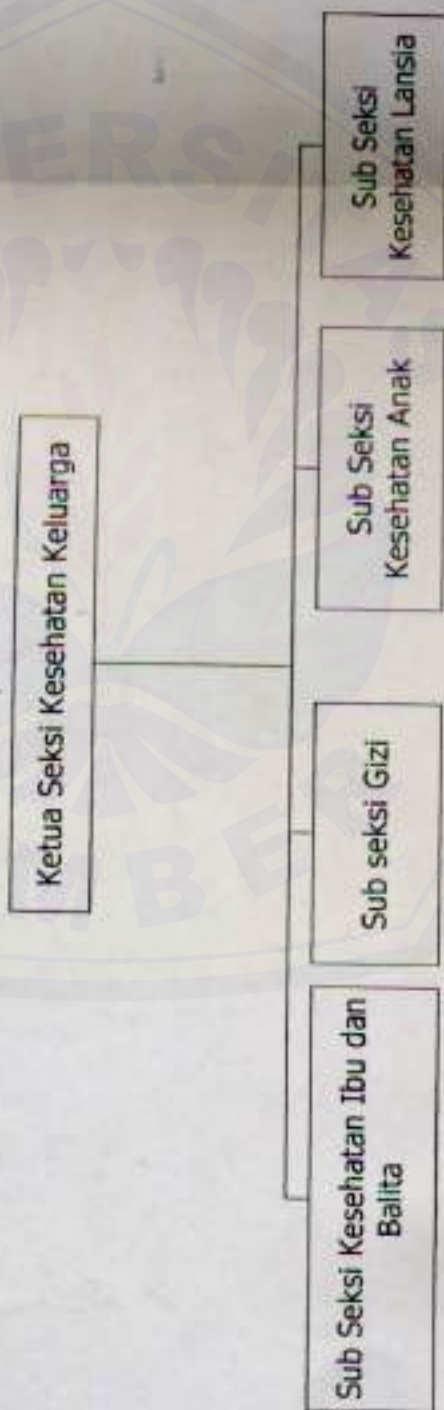 Ketua Seksi Kesehatan Keluarga
Sub Seksi Kesehatan Ibu dan
Balita
Sub seksi Gizi
Sub Seksi
Kesehatan Anak
Sub Seksi
Kesehatan Lansia